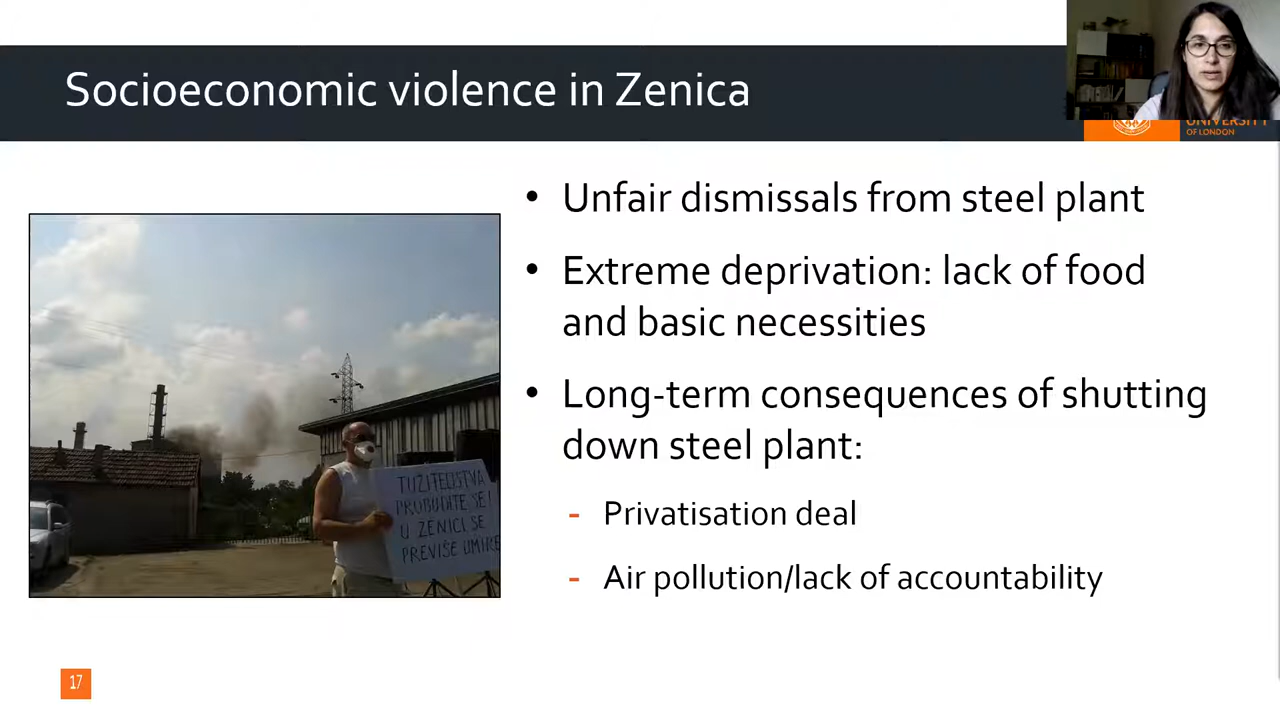 Socioeconomic violence in Zenica
UNIVERSITY
OF LONDON
• Unfair dismissals from steel plant
• Extreme deprivation: lack of food
and basic necessities
• Long-term consequences of shutting
down steel plant:
- Privatisation deal
- Air pollution/lack of accountability
TUŽITELJSTVA
PROBUDITE SE!
U ZENICI SE
PREVIŠE UMIRE
17